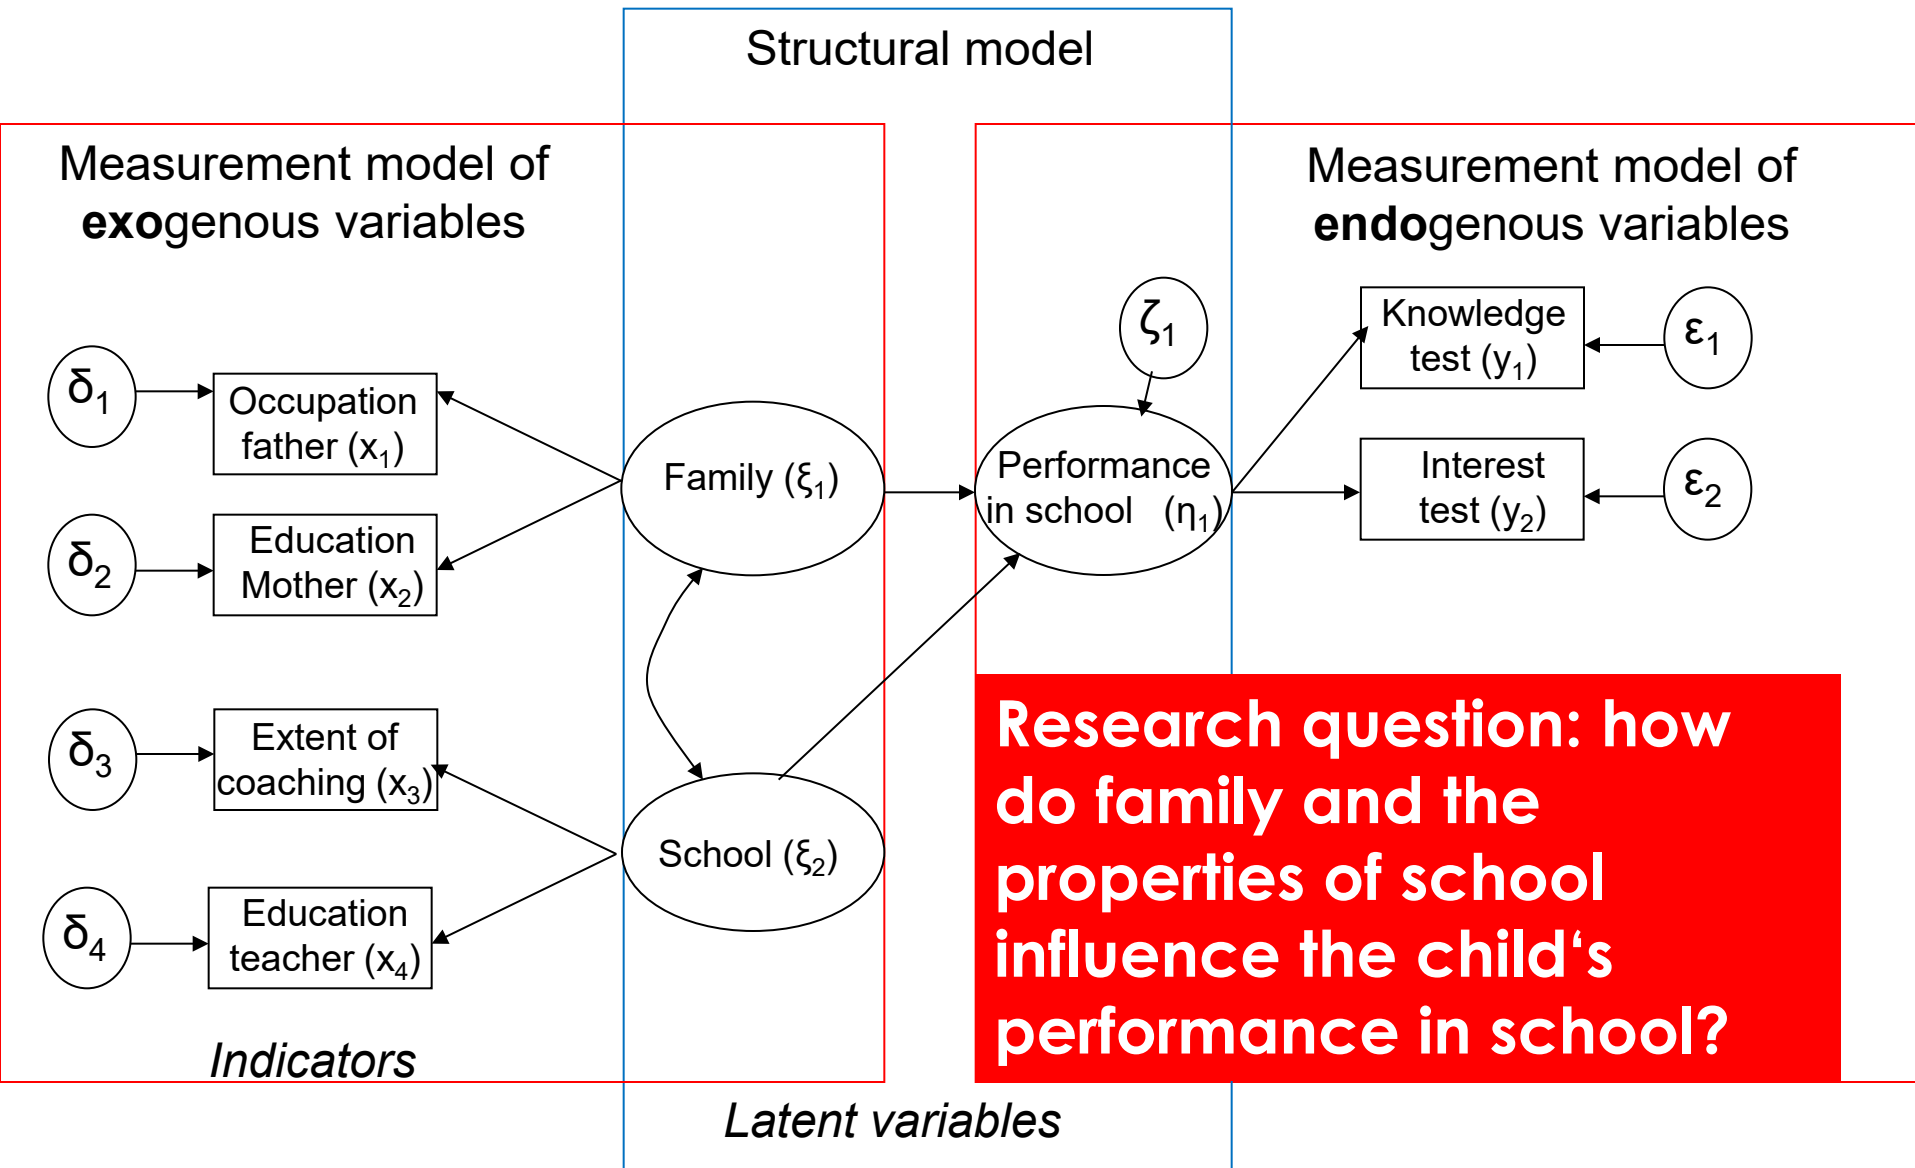 Structural model
Measurement model of
exogenous variables
Measurement model of
endogenous variables
δ1
Occupation
father (x1)
δ2
Education
Mother (x2)
δ3
Extent of
coaching (x3)
δ4
Education
teacher (x4)
Indicators
Family (ξ1)
School (ξ2)
Latent variables
ζ1
Performance
in school (η1)
Knowledge
test (y1)
ε1
Interest
test (y2)
ε2
Research question: how
do family and the
properties of school
influence the child‘s
performance in school?